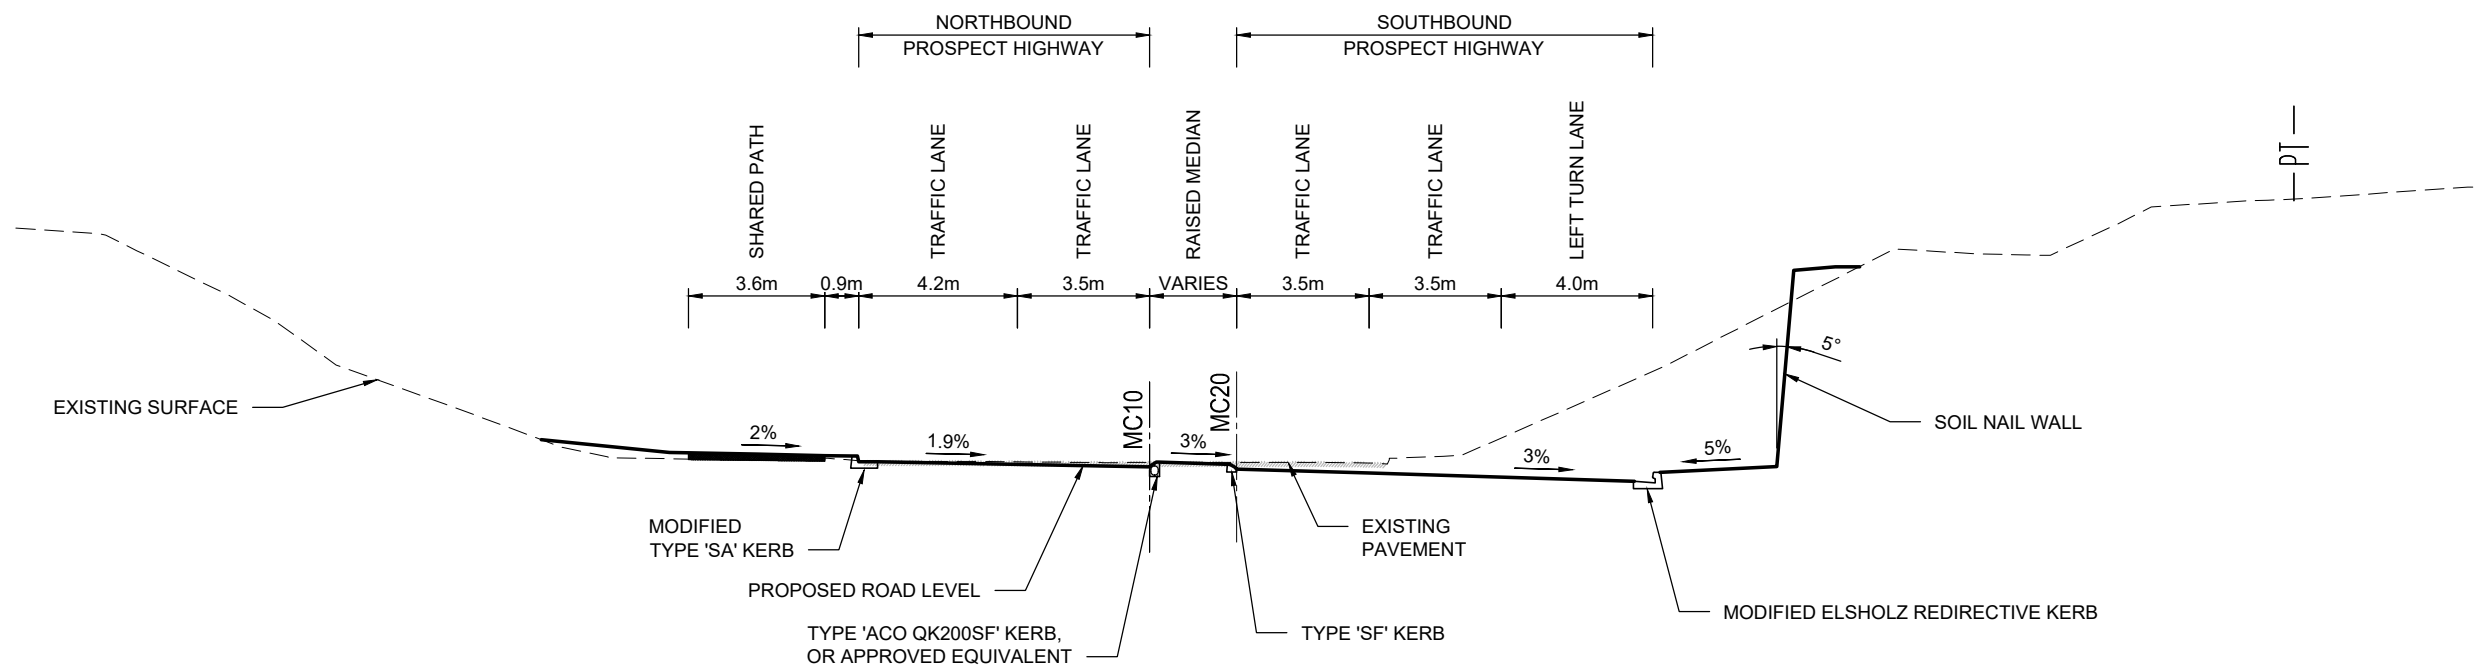 NORTHBOUND
PROSPECT HIGHWAY
SOUTHBOUND
PROSPECT HIGHWAY
SHARED PATH
TRAFFIC LANE
TRAFFIC LANE
RAISED MEDIAN
TRAFFIC LANE
TRAFFIC LANE
LEFT TURN LANE
PT
3.6m
0.9m
4.2m
3.5m
VARIES
3.5m
3.5m
4.0m
5°
EXISTING SURFACE
MC10
MC20
SOIL NAIL WALL
2%
1.9%
3%
3%
5%
MODIFIED
TYPE 'SA' KERB
EXISTING
PAVEMENT
PROPOSED ROAD LEVEL
MODIFIED ELSHOLZ REDIRECTIVE KERB
TYPE 'ACO QK200SF' KERB,
OR APPROVED EQUIVALENT
TYPE 'SF' KERB